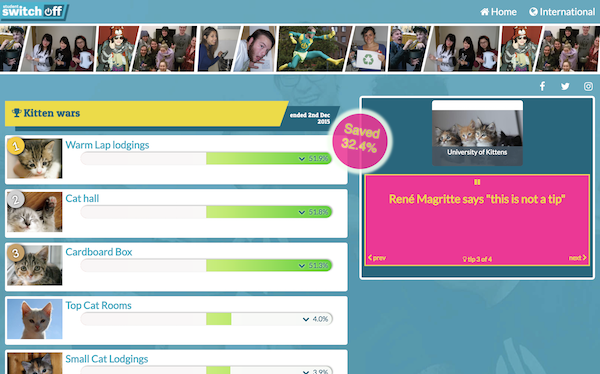 student
switch off
Home
International
Kitten wars
ended 2nd Dec
2015
Saved
32.4%
1
Warm Lap lodgings
51.9%
2
Cat hall
51.8%
3
Cardboard Box
51.3%
Top Cat Rooms
4.0%
Small Cat Lodgings
3.9%
University of Kittens
René Magritte says "this is not a tip"
prev
tip 3 of 4
next